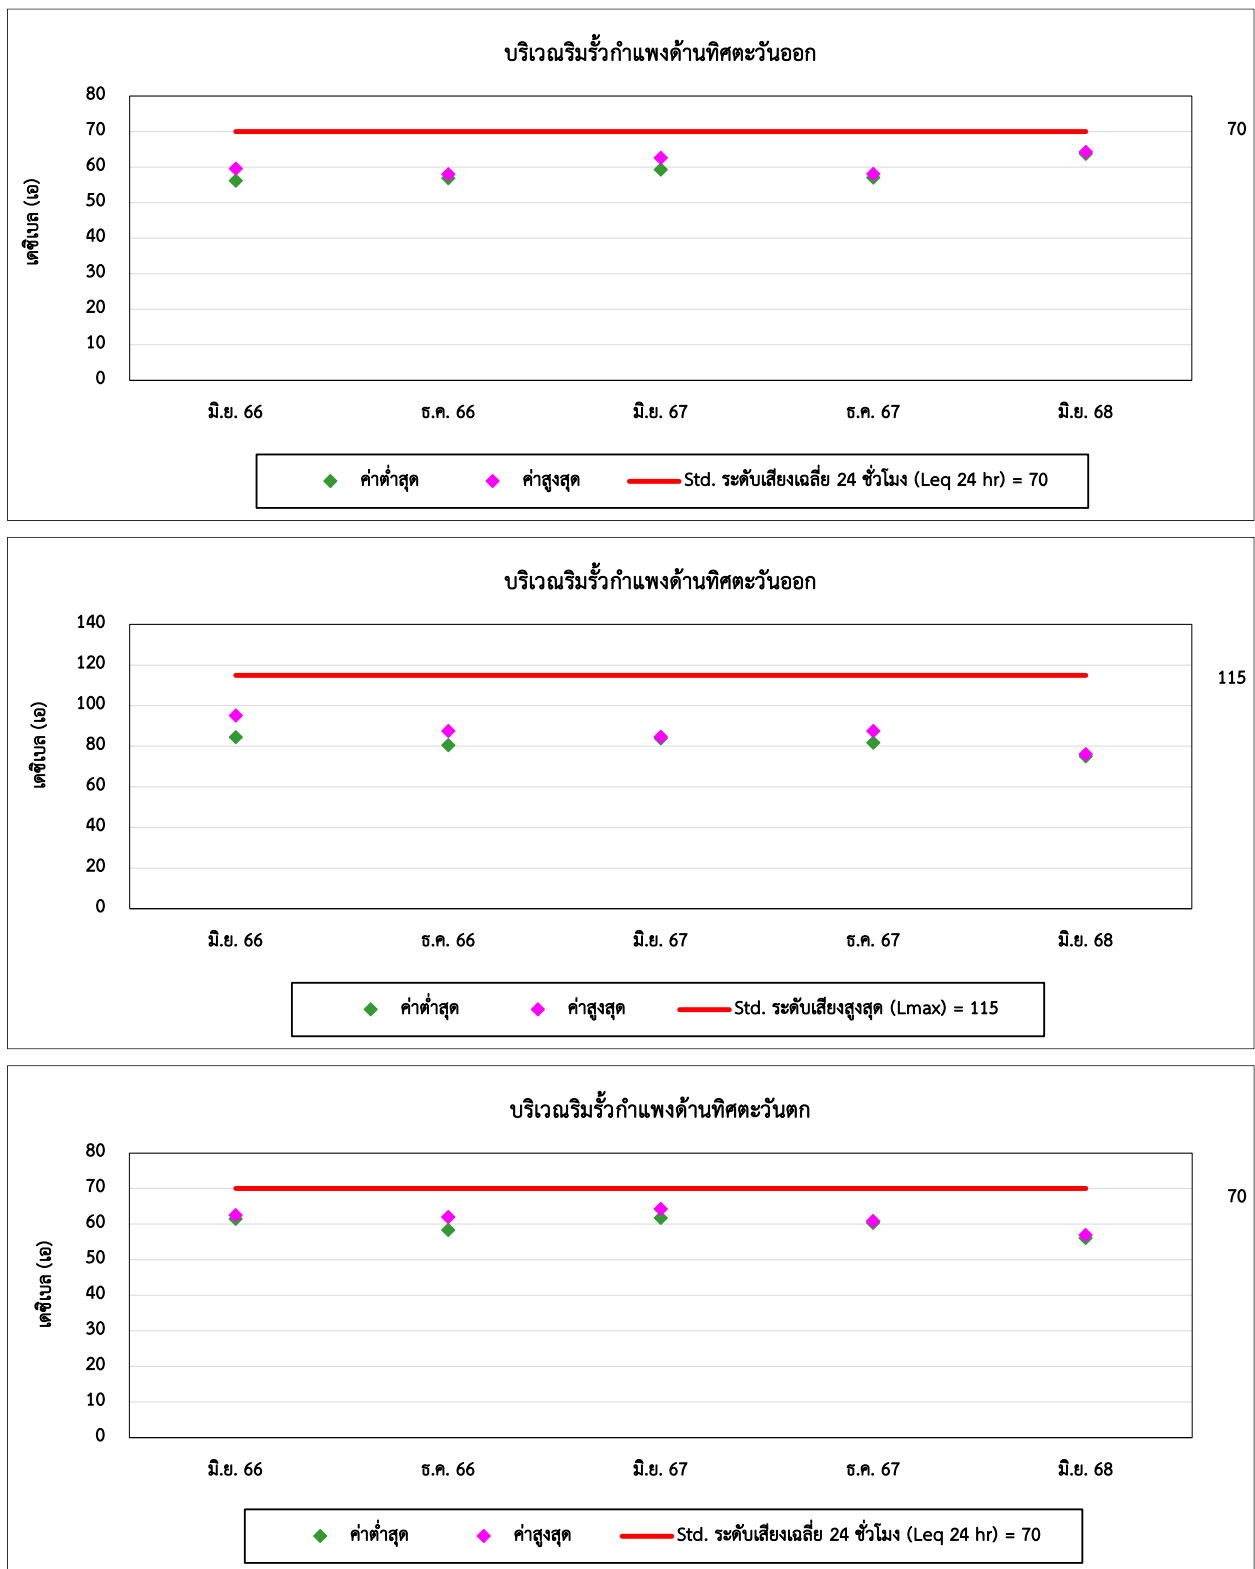 บริเวณริมรั้วกำแพงด้านทิศตะวันออก
80
70
60
50
40
30
20
10
0
70
เดซิเบล (เอ)
มิ.ย. 66 ธ.ค. 66 มิ.ย. 67 ธ.ค. 67 มิ.ย. 68
ค่าต่ำสุด ค่าสูงสุด Std. ระดับเสียงเฉลี่ย 24 ชั่วโมง (Leq 24 hr) = 70
บริเวณริมรั้วกำแพงด้านทิศตะวันออก
140
120
100
80
60
40
20
0
115
เดซิเบล (เอ)
มิ.ย. 66 ธ.ค. 66 มิ.ย. 67 ธ.ค. 67 มิ.ย. 68
ค่าต่ำสุด ค่าสูงสุด Std. ระดับเสียงสูงสุด (Lmax) = 115
บริเวณริมรั้วกำแพงด้านทิศตะวันตก
80
70
60
50
40
30
20
10
0
70
เดซิเบล (เอ)
มิ.ย. 66 ธ.ค. 66 มิ.ย. 67 ธ.ค. 67 มิ.ย. 68
ค่าต่ำสุด ค่าสูงสุด Std. ระดับเสียงเฉลี่ย 24 ชั่วโมง (Leq 24 hr) = 70